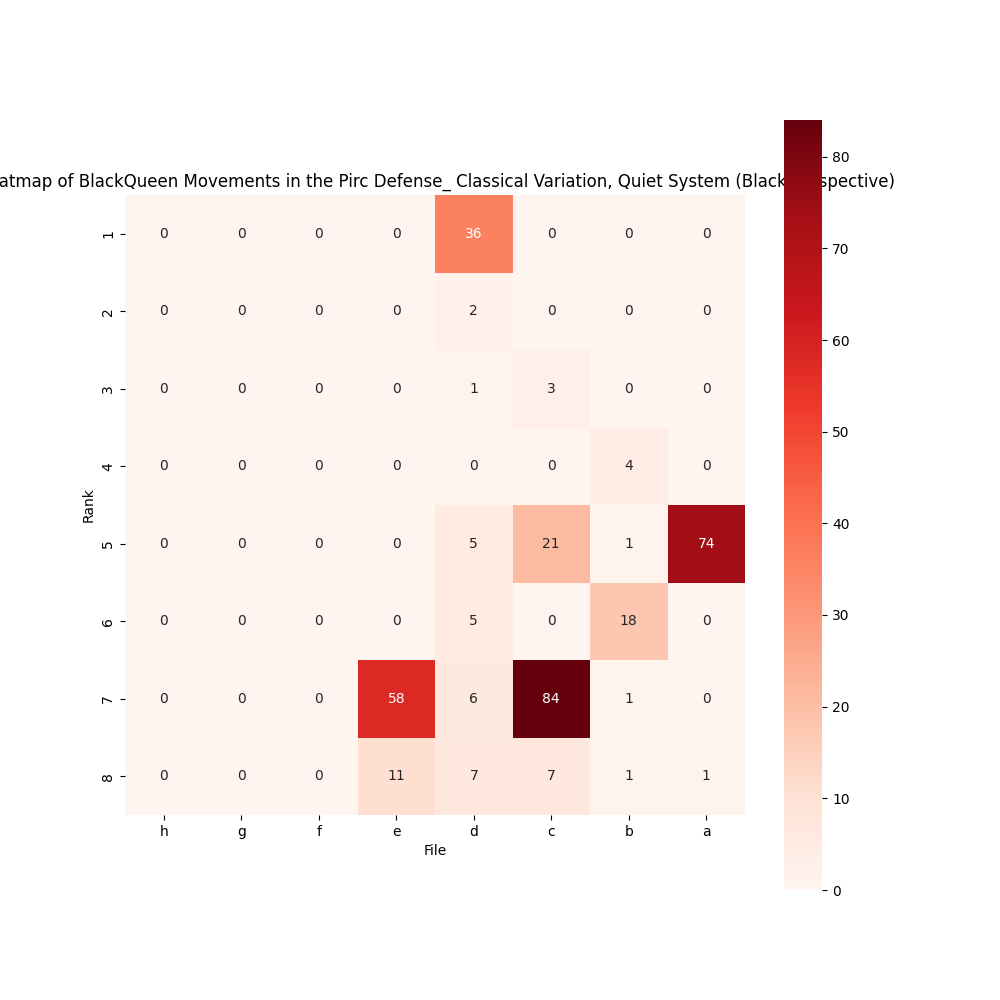 atmap of BlackQueen Movements in the Pirc Defense_ Classical Variation, Quiet System (Black spective)
1 0 0 0 0 36 0 0 0
2 0 0 0 0 2 0 0 0
3 0 0 0 0 1 3 0 0
4 0 0 0 0 0 0 4 0
5 0 0 0 0 5 21 1 74
6 0 0 0 0 5 0 18 0
7 0 0 0 58 6 84 1 0
8 0 0 0 11 7 7 1 1
h g f e d c b a
File
Rank
80
70
60
50
40
30
20
10
0